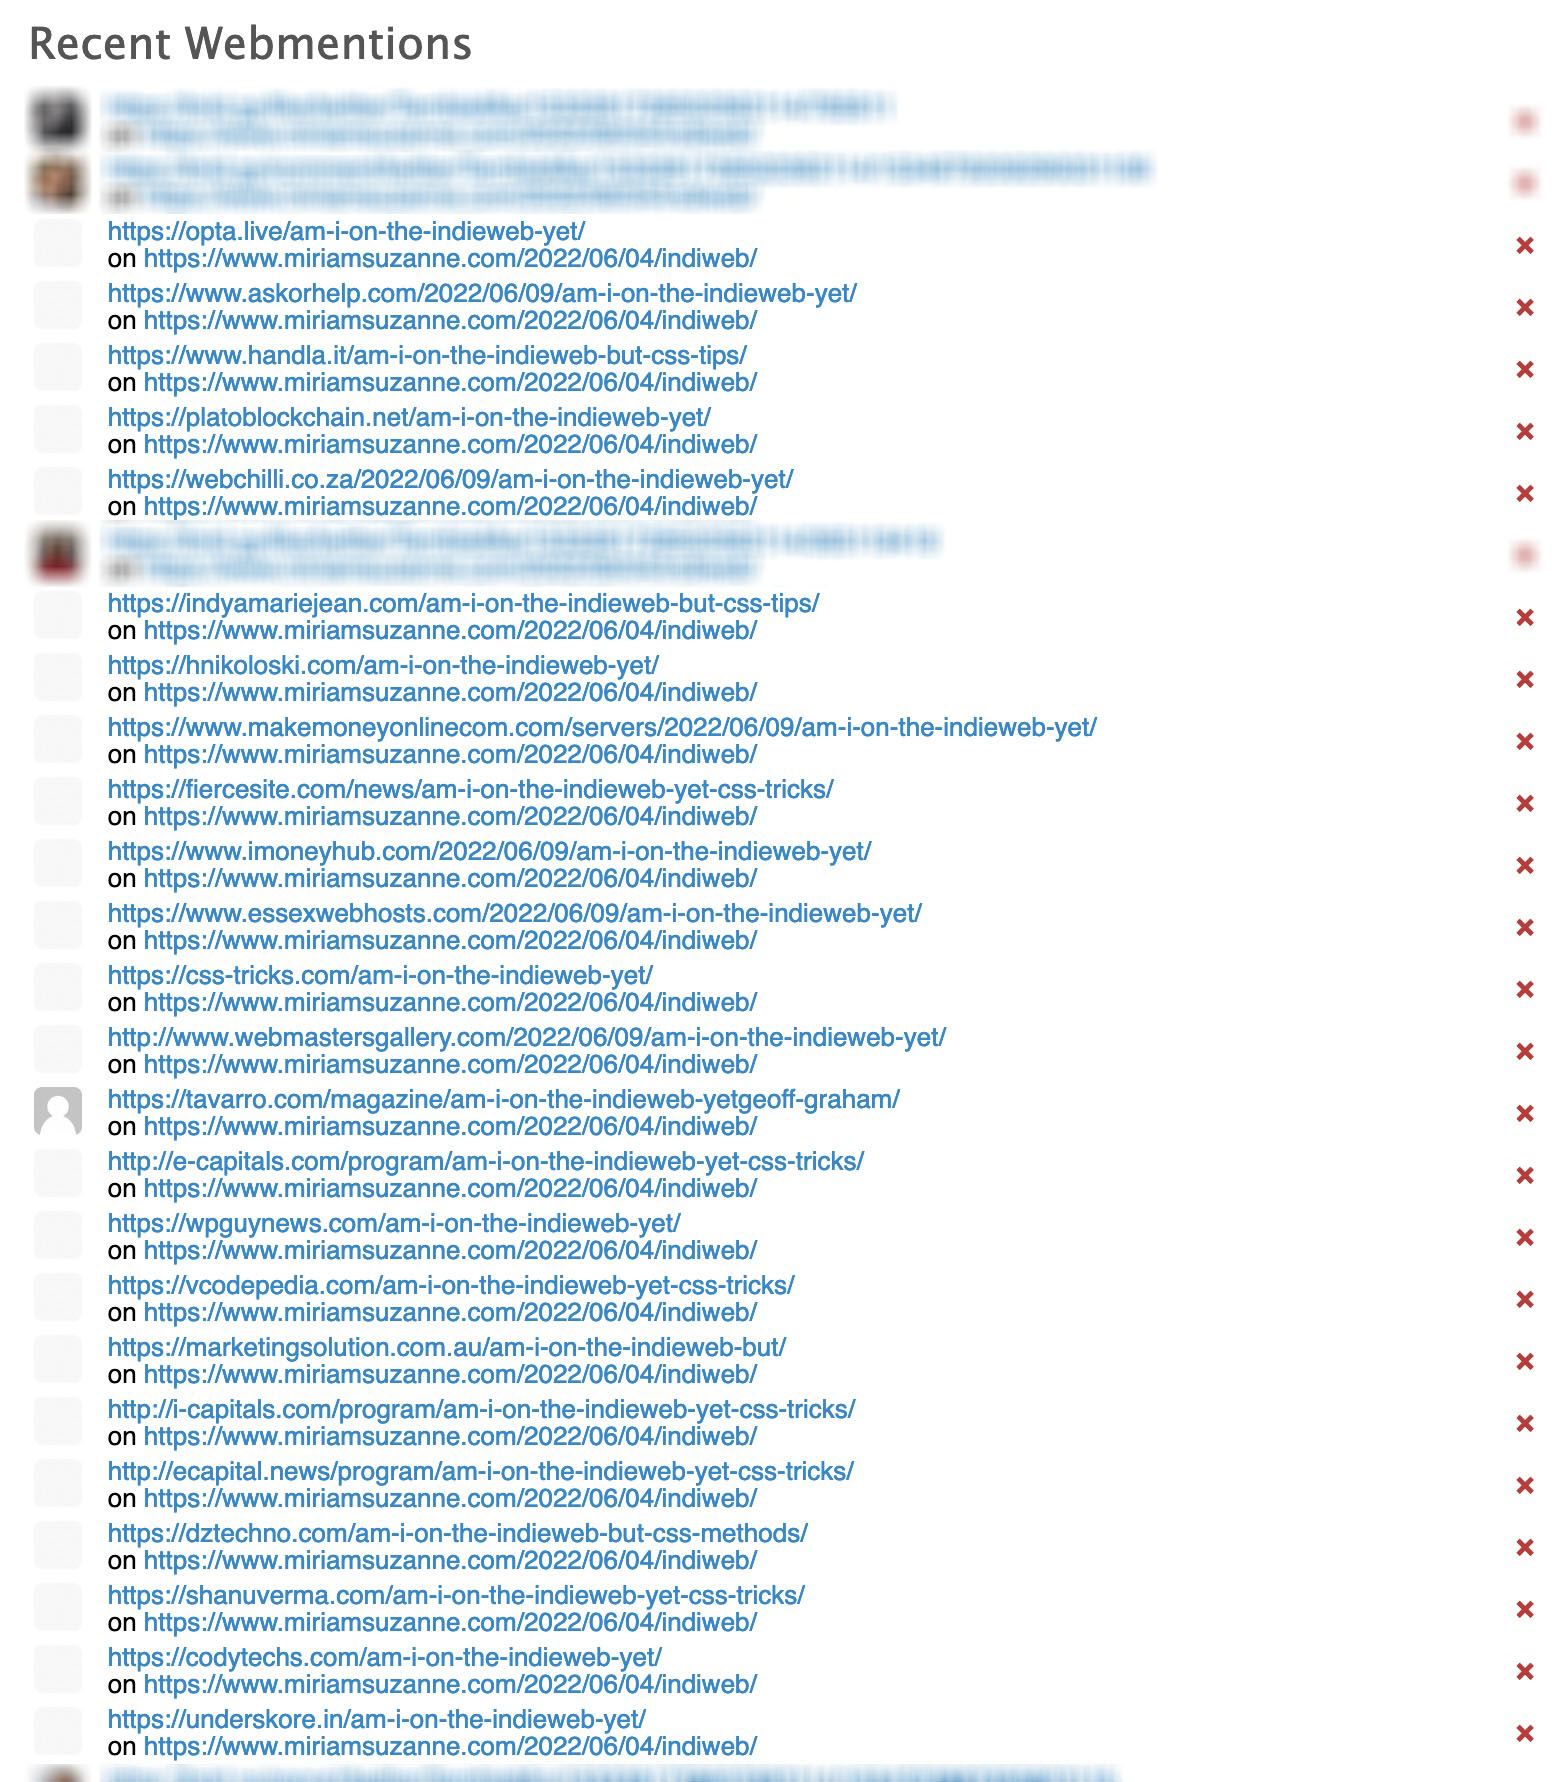 Recent Webmentions
https://opta.live/am-i-on-the-indieweb-yet/
on https://www.miriamsuzanne.com/2022/06/04/indiweb/
https://www.askorhelp.com/2022/06/09/am-i-on-the-indieweb-yet/
on https://www.miriamsuzanne.com/2022/06/04/indiweb/
https://www.handla.it/am-i-on-the-indieweb-but-css-tips/
on https://www.miriamsuzanne.com/2022/06/04/indiweb/
https://platoblockchain.net/am-i-on-the-indieweb-yet/
on https://www.miriamsuzanne.com/2022/06/04/indiweb/
https://webchilli.co.za/2022/06/09/am-i-on-the-indieweb-yet/
on https://www.miriamsuzanne.com/2022/06/04/indiweb/
https://indyamariejean.com/am-i-on-the-indieweb-but-css-tips/
on https://www.miriamsuzanne.com/2022/06/04/indiweb/
https://hnikoloski.com/am-i-on-the-indieweb-yet/
on https://www.miriamsuzanne.com/2022/06/04/indiweb/
https://www.makemoneyonlinecom.com/servers/2022/06/09/am-i-on-the-indieweb-yet/
on https://www.miriamsuzanne.com/2022/06/04/indiweb/
https://fiercesite.com/news/am-i-on-the-indieweb-yet-css-tricks/
on https://www.miriamsuzanne.com/2022/06/04/indiweb/
https://www.imoneyhub.com/2022/06/09/am-i-on-the-indieweb-yet/
on https://www.miriamsuzanne.com/2022/06/04/indiweb/
https://www.essexwebhosts.com/2022/06/09/am-i-on-the-indieweb-yet/
on https://www.miriamsuzanne.com/2022/06/04/indiweb/
https://css-tricks.com/am-i-on-the-indieweb-yet/
on https://www.miriamsuzanne.com/2022/06/04/indiweb/
http://www.webmastersgallery.com/2022/06/09/am-i-on-the-indieweb-yet/
on https://www.miriamsuzanne.com/2022/06/04/indiweb/
https://tavarro.com/magazine/am-i-on-the-indieweb-yetgeoff-graham/
on https://www.miriamsuzanne.com/2022/06/04/indiweb/
http://e-capitals.com/program/am-i-on-the-indieweb-yet-css-tricks/
on https://www.miriamsuzanne.com/2022/06/04/indiweb/
https://wpguynews.com/am-i-on-the-indieweb-yet/
on https://www.miriamsuzanne.com/2022/06/04/indiweb/
https://vcodepedia.com/am-i-on-the-indieweb-yet-css-tricks/
on https://www.miriamsuzanne.com/2022/06/04/indiweb/
https://marketingsolution.com.au/am-i-on-the-indieweb-but/
on https://www.miriamsuzanne.com/2022/06/04/indiweb/
http://i-capitals.com/program/am-i-on-the-indieweb-yet-css-tricks/
on https://www.miriamsuzanne.com/2022/06/04/indiweb/
http://ecapital.news/program/am-i-on-the-indieweb-yet-css-tricks/
on https://www.miriamsuzanne.com/2022/06/04/indiweb/
https://dztechno.com/am-i-on-the-indieweb-but-css-methods/
on https://www.miriamsuzanne.com/2022/06/04/indiweb/
https://shanuverma.com/am-i-on-the-indieweb-yet-css-tricks/
on https://www.miriamsuzanne.com/2022/06/04/indiweb/
https://codytechs.com/am-i-on-the-indieweb-yet/
on https://www.miriamsuzanne.com/2022/06/04/indiweb/
https://underskore.in/am-i-on-the-indieweb-yet/
on https://www.miriamsuzanne.com/2022/06/04/indiweb/